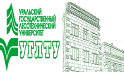 УРАЛЬСКИЙ
ГОСУДАРСТВЕННЫЙ
ЛЕСОТЕХНИЧЕСКИЙ
УНИВЕРСИТЕТ
УГЛТУ